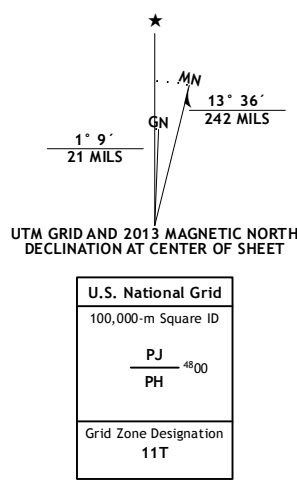 ★
MN
GN
13° 36´
242 MILS
1° 9´
21 MILS
UTM GRID AND 2013 MAGNETIC NORTH
DECLINATION AT CENTER OF SHEET
U.S. National Grid
100,000-m Square ID
PJ
4800
PH
Grid Zone Designation
11T